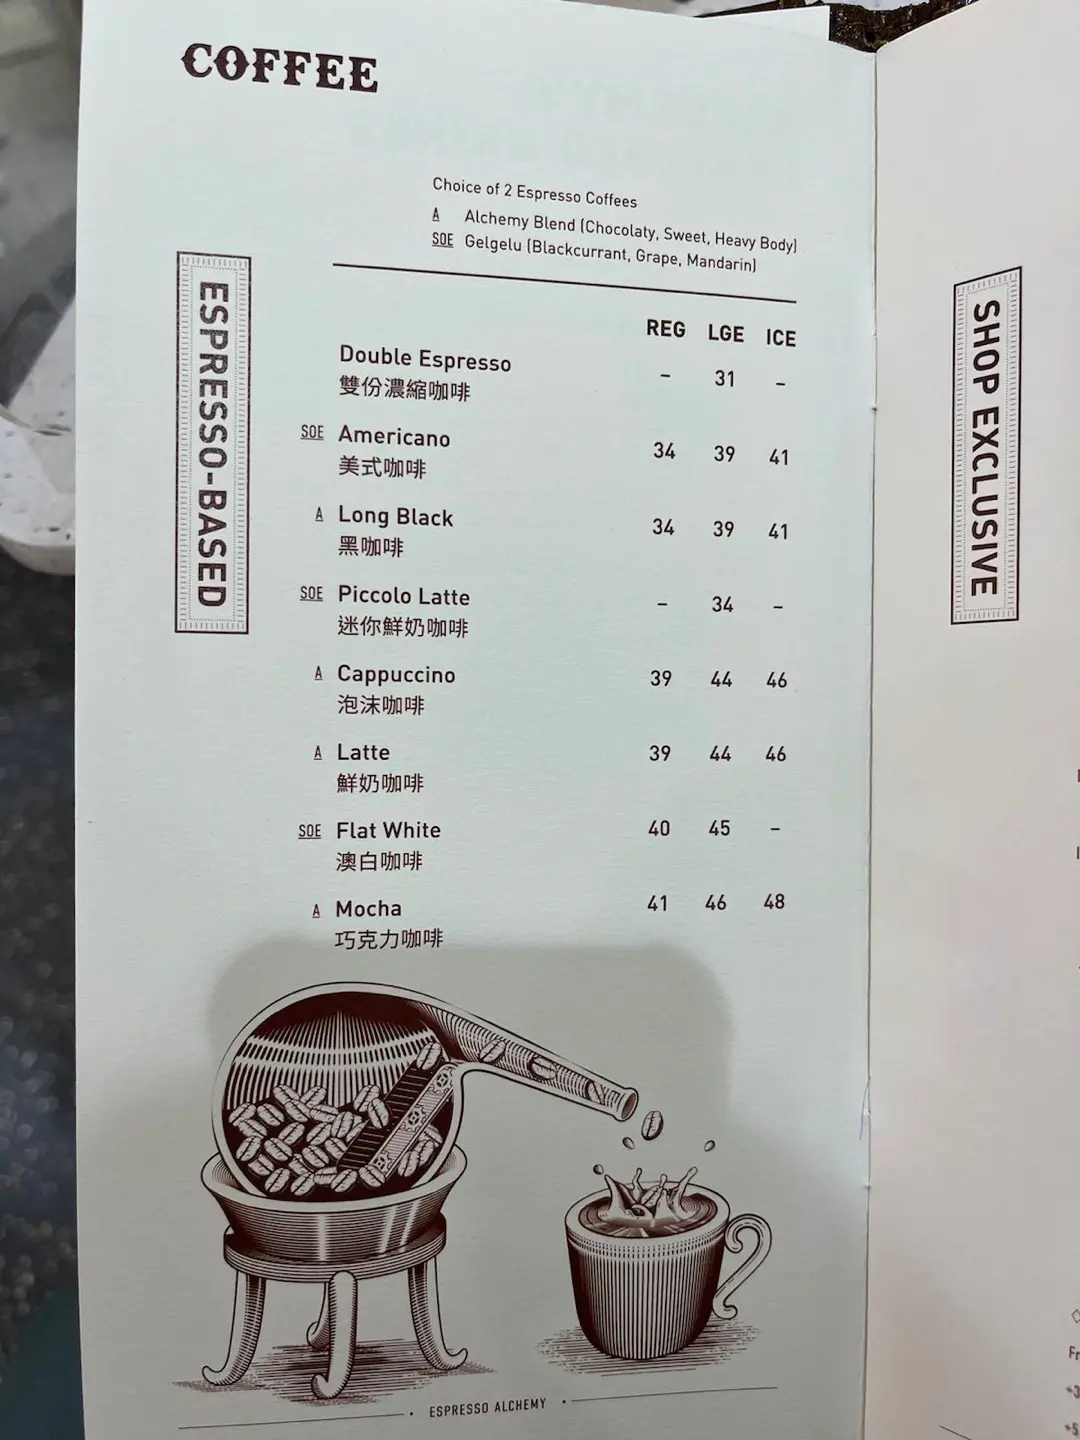 COFFEE
Choice of 2 Espresso Coffees
A Alchemy Blend (Chocolaty, Sweet, Heavy Body)
SOE Gelgelu (Blackcurrant, Grape, Mandarin)
ESPRESSO-BASED
REG LGE ICE
Double Espresso – 31 –
雙份濃縮咖啡
SOE Americano 34 39 41
美式咖啡
A Long Black 34 39 41
黑咖啡
SOE Piccolo Latte – 34 –
迷你鮮奶咖啡
A Cappuccino 39 44 46
泡沫咖啡
A Latte 39 44 46
鮮奶咖啡
SOE Flat White 40 45 –
澳白咖啡
A Mocha 41 46 48
巧克力咖啡
ESPRESSO ALCHEMY
SHOP EXCLUSIVE